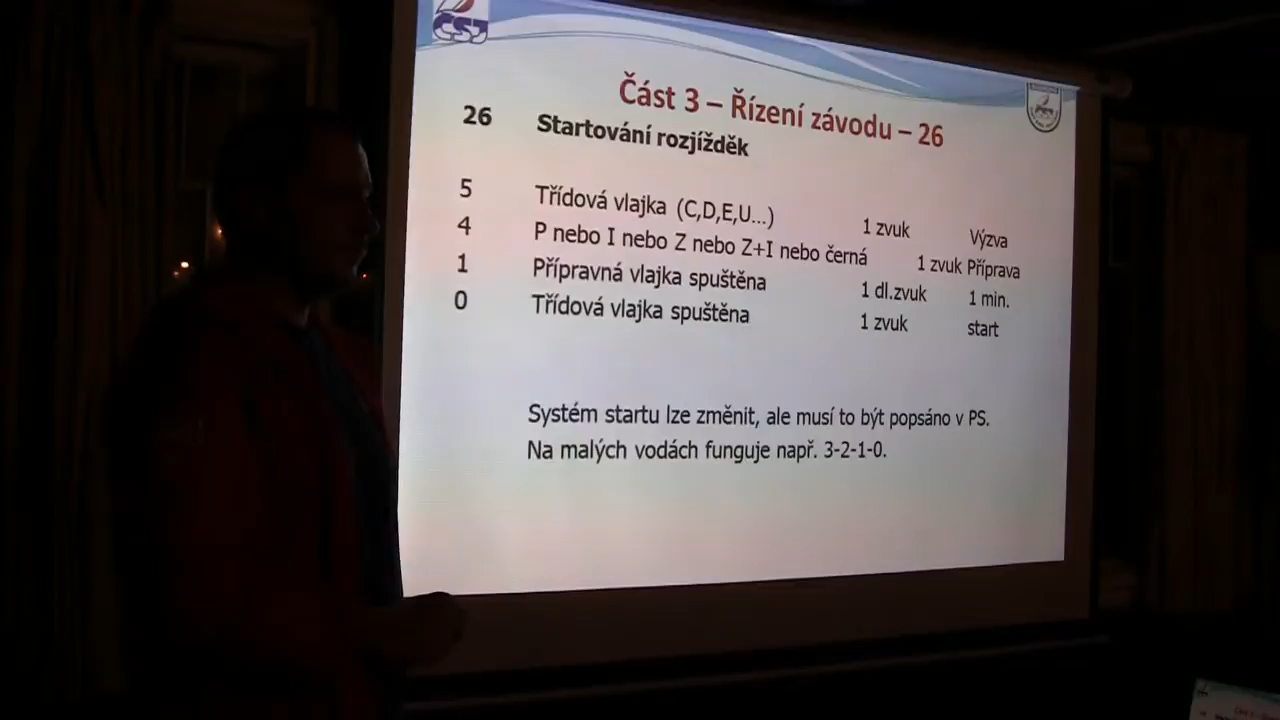 ČSJ
Část 3 – Řízení závodu – 26
26 Startování rozjížděk
5 Třídová vlajka (C,D,E,U...) 1 zvuk Výzva
4 P nebo I nebo Z nebo Z+I nebo černá 1 zvuk Příprava
1 Přípravná vlajka spuštěna 1 dl.zvuk 1 min.
0 Třídová vlajka spuštěna 1 zvuk start
Systém startu lze změnit, ale musí to být popsáno v PS.
Na malých vodách funguje např. 3-2-1-0.